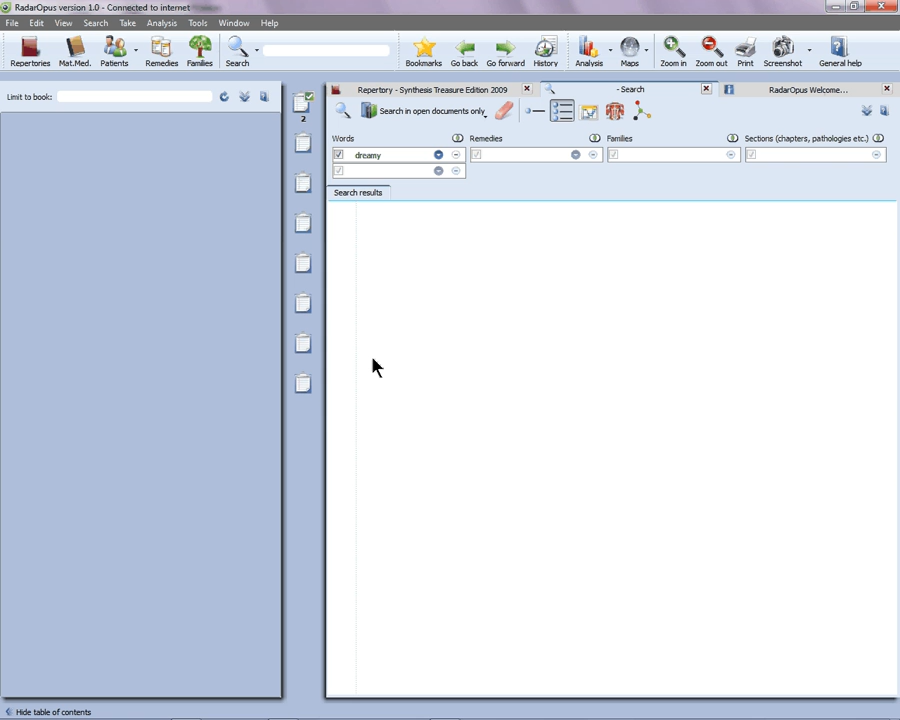 RadarOpus version 1.0 - Connected to internet
File Edit View Search Take Analysis Tools Window Help
Repertories Mat.Med. Patients Remedies Families Search Bookmarks Go back Go forward History Analysis Maps Zoom in Zoom out Print Screenshot General help
Limit to book:
Repertory - Synthesis Treasure Edition 2009
- Search
RadarOpus Welcome...
2
Search in open documents only
Words Remedies Families Sections (chapters, pathologies etc.)
dreamy
Search results
Hide table of contents